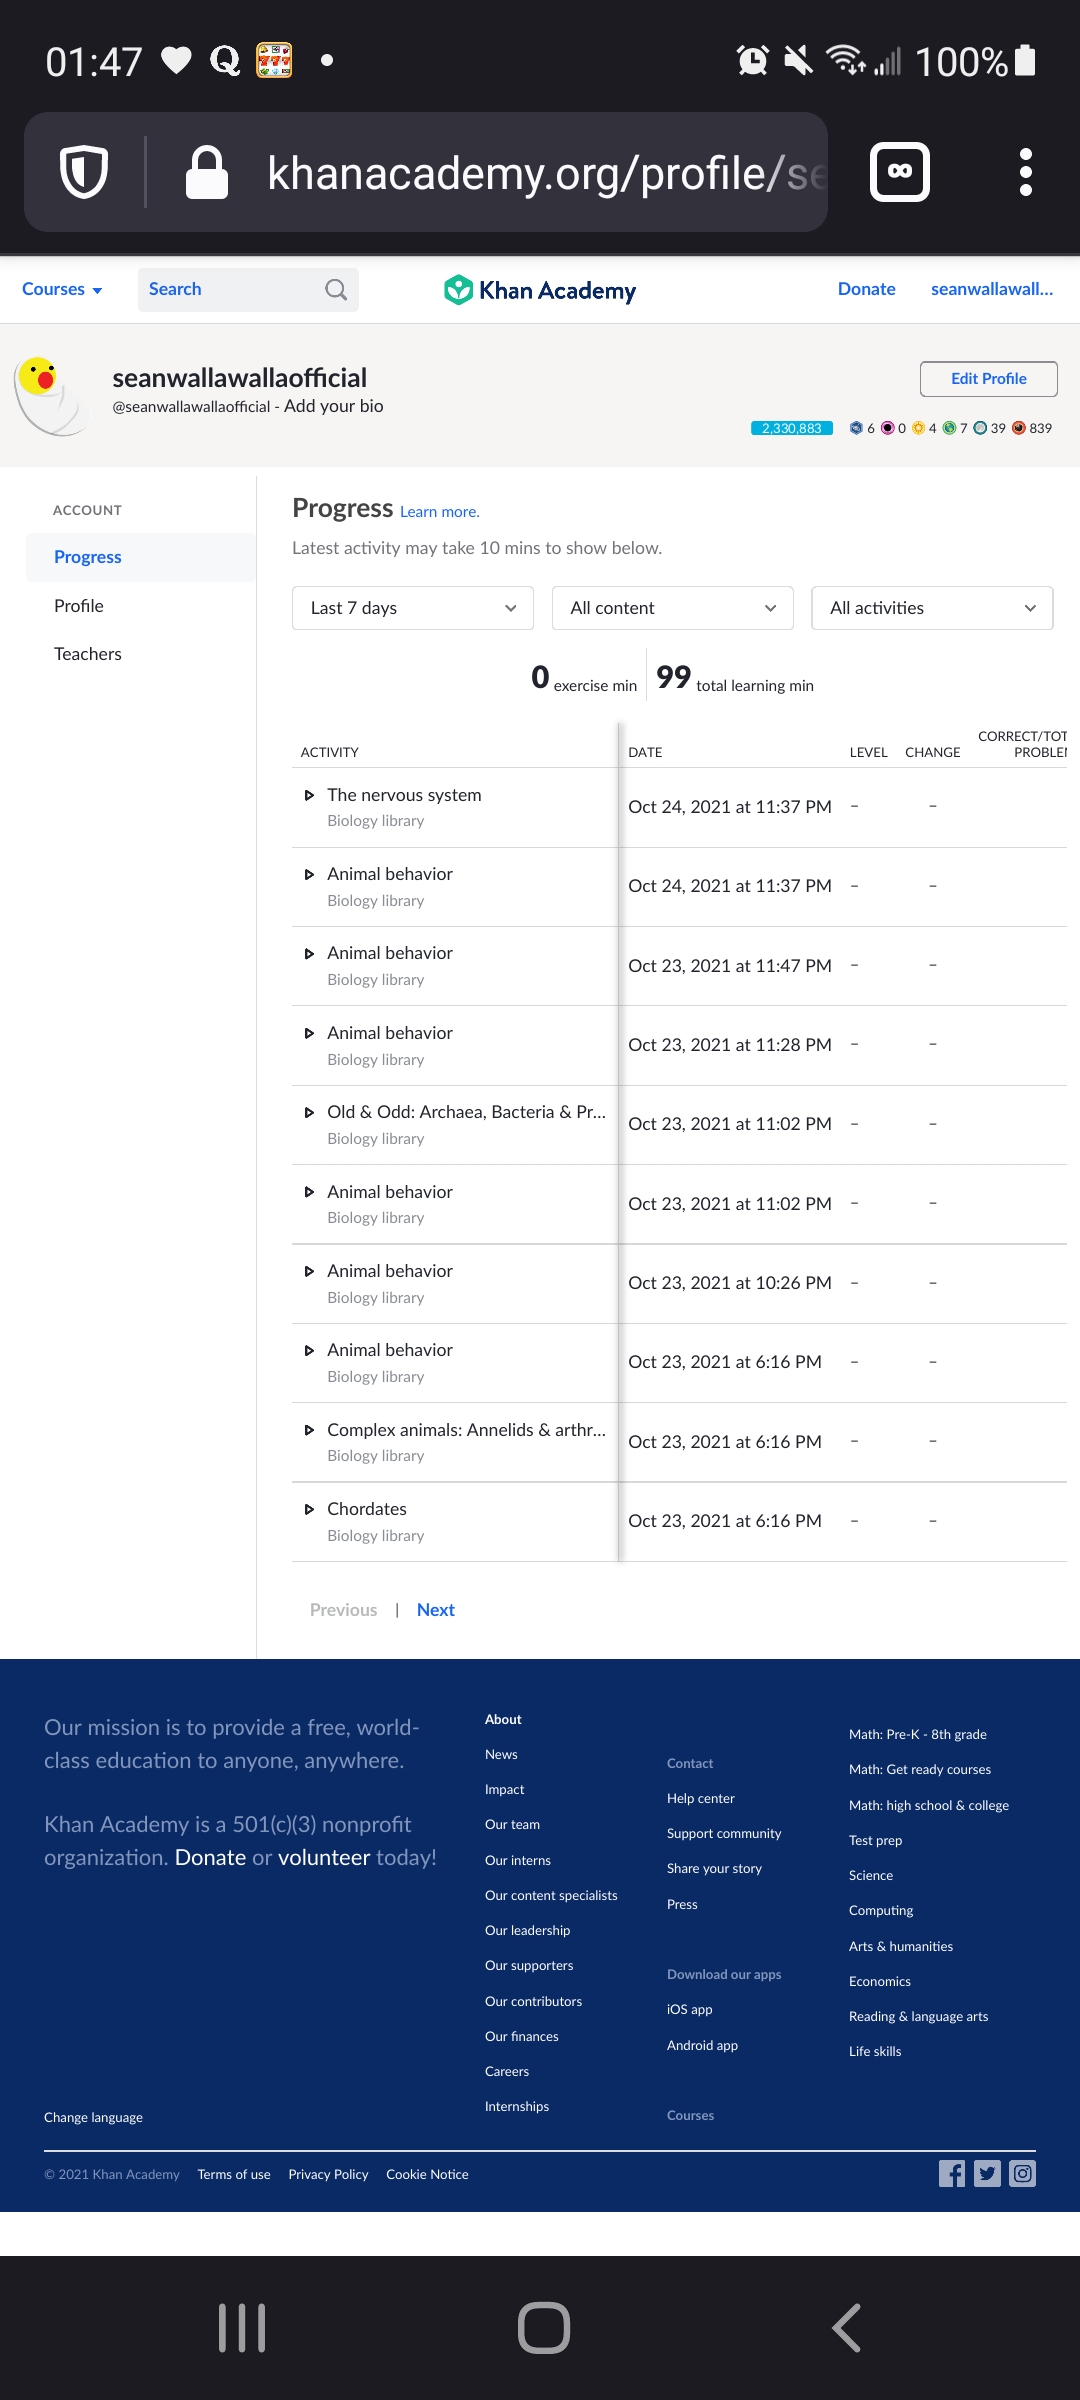 01:47
100%
khanacademy.org/profile/se
Courses
Search
Khan Academy
Donate
seanwallawall...
seanwallawallaofficial
@seanwallawallaofficial - Add your bio
Edit Profile
2,330,883 6 0 4 7 39 839
ACCOUNT
Progress
Profile
Teachers
Progress Learn more.
Latest activity may take 10 mins to show below.
Last 7 days
All content
All activities
0 exercise min
99 total learning min
ACTIVITY DATE LEVEL CHANGE CORRECT/TOT
PROBLEM
The nervous system
Biology library
Oct 24, 2021 at 11:37 PM – –
Animal behavior
Biology library
Oct 24, 2021 at 11:37 PM – –
Animal behavior
Biology library
Oct 23, 2021 at 11:47 PM – –
Animal behavior
Biology library
Oct 23, 2021 at 11:28 PM – –
Old & Odd: Archaea, Bacteria & Pr...
Biology library
Oct 23, 2021 at 11:02 PM – –
Animal behavior
Biology library
Oct 23, 2021 at 11:02 PM – –
Animal behavior
Biology library
Oct 23, 2021 at 10:26 PM – –
Animal behavior
Biology library
Oct 23, 2021 at 6:16 PM – –
Complex animals: Annelids & arthr...
Biology library
Oct 23, 2021 at 6:16 PM – –
Chordates
Biology library
Oct 23, 2021 at 6:16 PM – –
Previous | Next
Our mission is to provide a free, world-
class education to anyone, anywhere.
Khan Academy is a 501(c)(3) nonprofit
organization. Donate or volunteer today!
About
News
Impact
Our team
Our interns
Our content specialists
Our leadership
Our supporters
Our contributors
Our finances
Careers
Internships
Contact
Help center
Support community
Share your story
Press
Download our apps
iOS app
Android app
Courses
Math: Pre-K - 8th grade
Math: Get ready courses
Math: high school & college
Test prep
Science
Computing
Arts & humanities
Economics
Reading & language arts
Life skills
Change language
© 2021 Khan Academy Terms of use Privacy Policy Cookie Notice